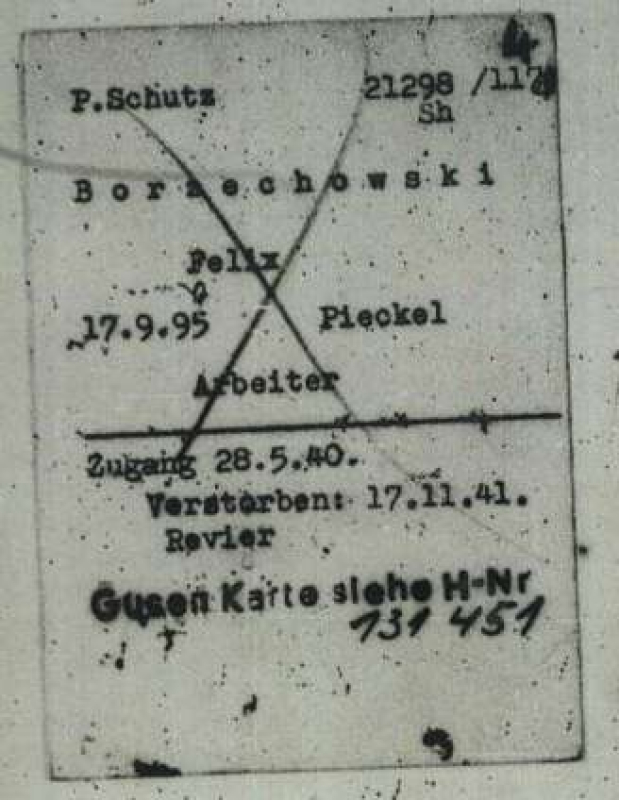 P.Schutz 21298 /117
Sh
Borzechowski
Felix
17.9.95 Pieckel
Arbeiter
Zugang 28.5.40.
Verstorben: 17.11.41.
Revier
Gusen Karte siehe H-Nr
131 451